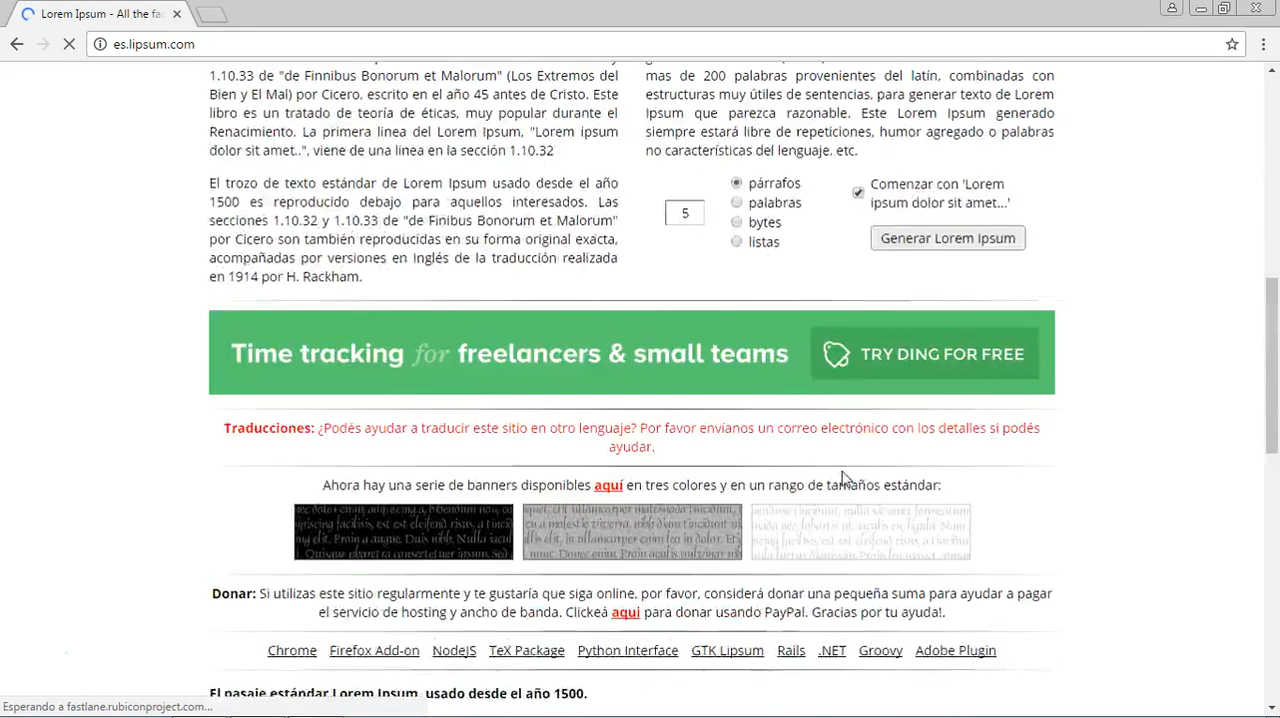 Lorem Ipsum - All the fa
es.lipsum.com
1.10.33 de "de Finnibus Bonorum et Malorum" (Los Extremos del
Bien y El Mal) por Cicero, escrito en el año 45 antes de Cristo. Este
libro es un tratado de teoría de éticas, muy popular durante el
Renacimiento. La primera linea del Lorem Ipsum, "Lorem ipsum
dolor sit amet..", viene de una linea en la sección 1.10.32
El trozo de texto estándar de Lorem Ipsum usado desde el año
1500 es reproducido debajo para aquellos interesados. Las
secciones 1.10.32 y 1.10.33 de "de Finibus Bonorum et Malorum"
por Cicero son también reproducidas en su forma original exacta,
acompañadas por versiones en Inglés de la traducción realizada
en 1914 por H. Rackham.
mas de 200 palabras provenientes del latín, combinadas con
estructuras muy útiles de sentencias, para generar texto de Lorem
Ipsum que parezca razonable. Este Lorem Ipsum generado
siempre estará libre de repeticiones, humor agregado o palabras
no características del lenguaje, etc.
5
párrafos
palabras
bytes
listas
Comenzar con 'Lorem
ipsum dolor sit amet...'
Generar Lorem Ipsum
Time tracking for freelancers & small teams
TRY DING FOR FREE
Traducciones: ¿Podés ayudar a traducir este sitio en otro lenguaje? Por favor envíanos un correo electrónico con los detalles si podés
ayudar.
Ahora hay una serie de banners disponibles aquí en tres colores y en un rango de tamaños estándar:
Donar: Si utilizas este sitio regularmente y te gustaría que siga online, por favor, considerá donar una pequeña suma para ayudar a pagar
el servicio de hosting y ancho de banda. Clickeá aqui para donar usando PayPal. Gracias por tu ayuda!.
Chrome Firefox Add-on NodeJS TeX Package Python Interface GTK Lipsum Rails .NET Groovy Adobe Plugin
El pasaje estándar Lorem Ipsum, usado desde el año 1500.
Esperando a fastlane.rubiconproject.com...